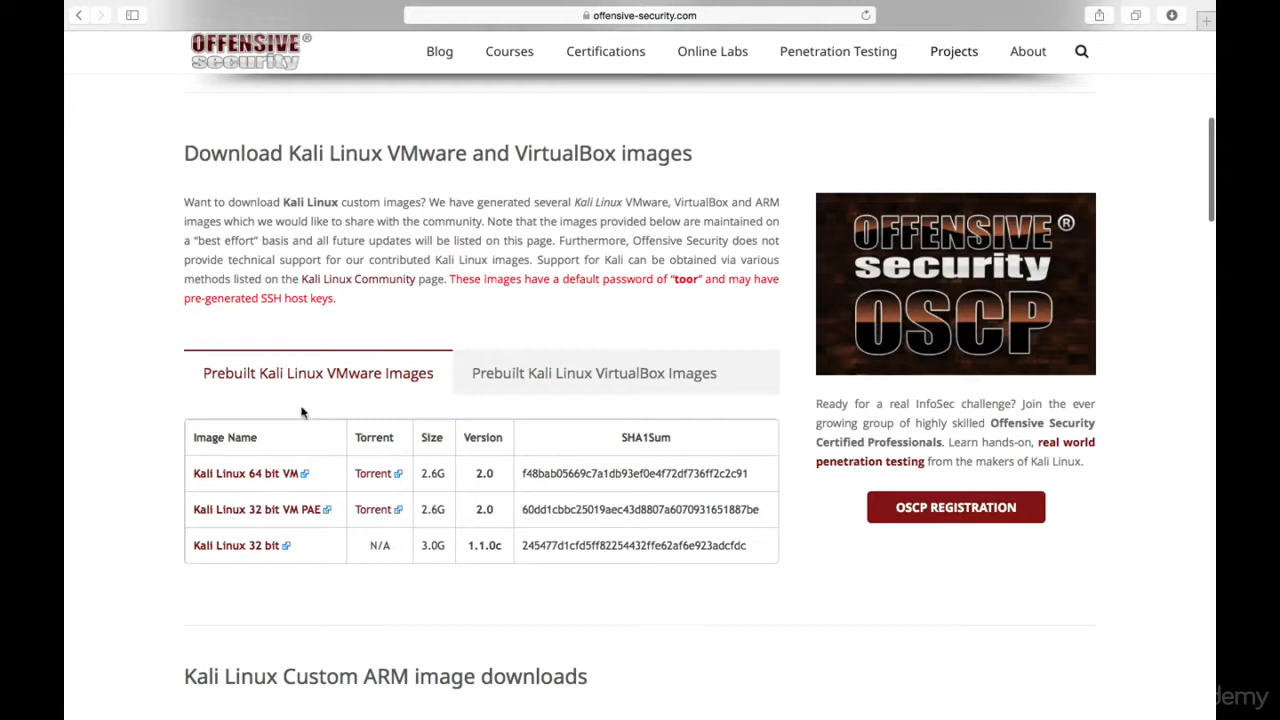 offensive-security.com
OFFENSIVE®
security
Blog Courses Certifications Online Labs Penetration Testing Projects About
Download Kali Linux VMware and VirtualBox images
Want to download Kali Linux custom images? We have generated several Kali Linux VMware, VirtualBox and ARM
images which we would like to share with the community. Note that the images provided below are maintained on
a “best effort” basis and all future updates will be listed on this page. Furthermore, Offensive Security does not
provide technical support for our contributed Kali Linux images. Support for Kali can be obtained via various
methods listed on the Kali Linux Community page. These images have a default password of “toor” and may have
pre-generated SSH host keys.
OFFENSIVE®
security
OSCP
Ready for a real InfoSec challenge? Join the ever
growing group of highly skilled Offensive Security
Certified Professionals. Learn hands-on, real world
penetration testing from the makers of Kali Linux.
OSCP REGISTRATION
Prebuilt Kali Linux VMware Images Prebuilt Kali Linux VirtualBox Images
Image Name Torrent Size Version SHA1Sum
Kali Linux 64 bit VM Torrent 2.6G 2.0 f48bab05669c7a1db93ef0e4f72df736ff2c2c91
Kali Linux 32 bit VM PAE Torrent 2.6G 2.0 60dd1cbbc25019aec43d8807a6070931651887be
Kali Linux 32 bit N/A 3.0G 1.1.0c 245477d1cfd5ff82254432ffe62af6e923adcfdc
Kali Linux Custom ARM image downloads
demy